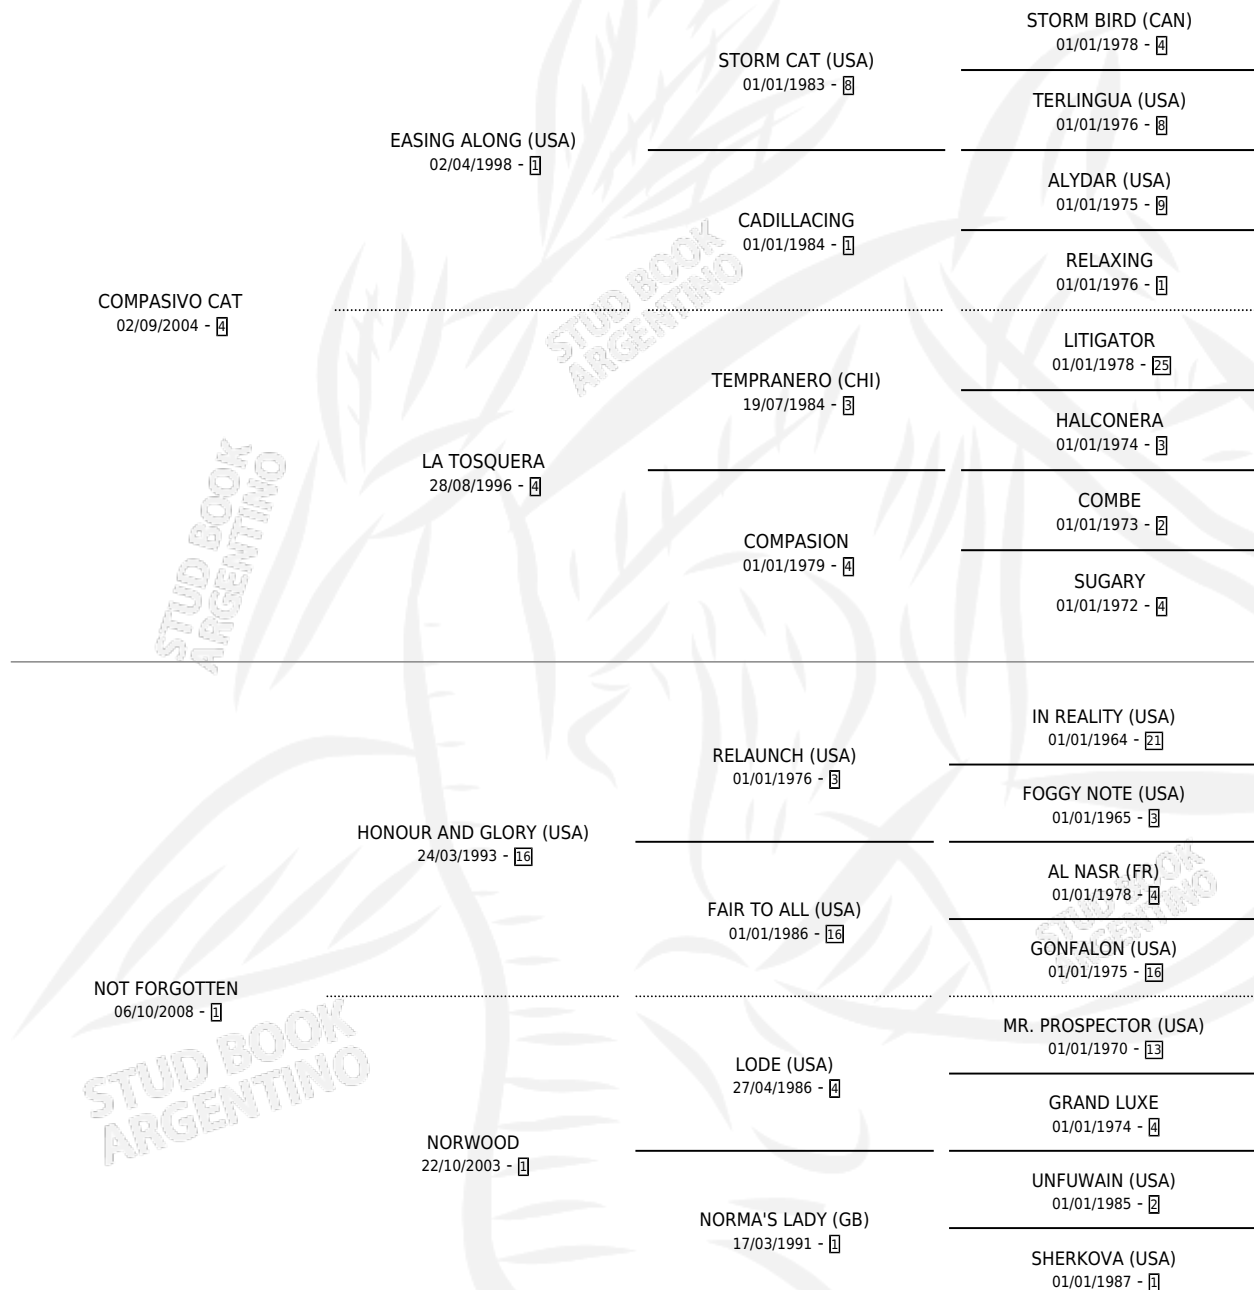 STORM BIRD (CAN)
01/01/1978 - 4
STORM CAT (USA)
01/01/1983 - 8
TERLINGUA (USA)
01/01/1976 - 8
EASING ALONG (USA)
02/04/1998 - 1
ALYDAR (USA)
01/01/1975 - 9
CADILLACING
01/01/1984 - 1
RELAXING
01/01/1976 - 1
COMPASIVO CAT
02/09/2004 - 4
LITIGATOR
01/01/1978 - 25
TEMPRANERO (CHI)
19/07/1984 - 3
HALCONERA
01/01/1974 - 3
LA TOSQUERA
28/08/1996 - 4
COMBE
01/01/1973 - 2
COMPASION
01/01/1979 - 4
SUGARY
01/01/1972 - 4
IN REALITY (USA)
01/01/1964 - 21
RELAUNCH (USA)
01/01/1976 - 3
FOGGY NOTE (USA)
01/01/1965 - 3
HONOUR AND GLORY (USA)
24/03/1993 - 16
AL NASR (FR)
01/01/1978 - 4
FAIR TO ALL (USA)
01/01/1986 - 16
GONFALON (USA)
01/01/1975 - 16
NOT FORGOTTEN
06/10/2008 - 1
MR. PROSPECTOR (USA)
01/01/1970 - 13
LODE (USA)
27/04/1986 - 4
GRAND LUXE
01/01/1974 - 4
NORWOOD
22/10/2003 - 1
UNFUWAIN (USA)
01/01/1985 - 2
NORMA'S LADY (GB)
17/03/1991 - 1
SHERKOVA (USA)
01/01/1987 - 1
STUD BOOK
ARGENTINO
STUD BOOK
ARGENTINO
STUD BOOK
ARGENTINO
STUD BOOK
ARGENTINO